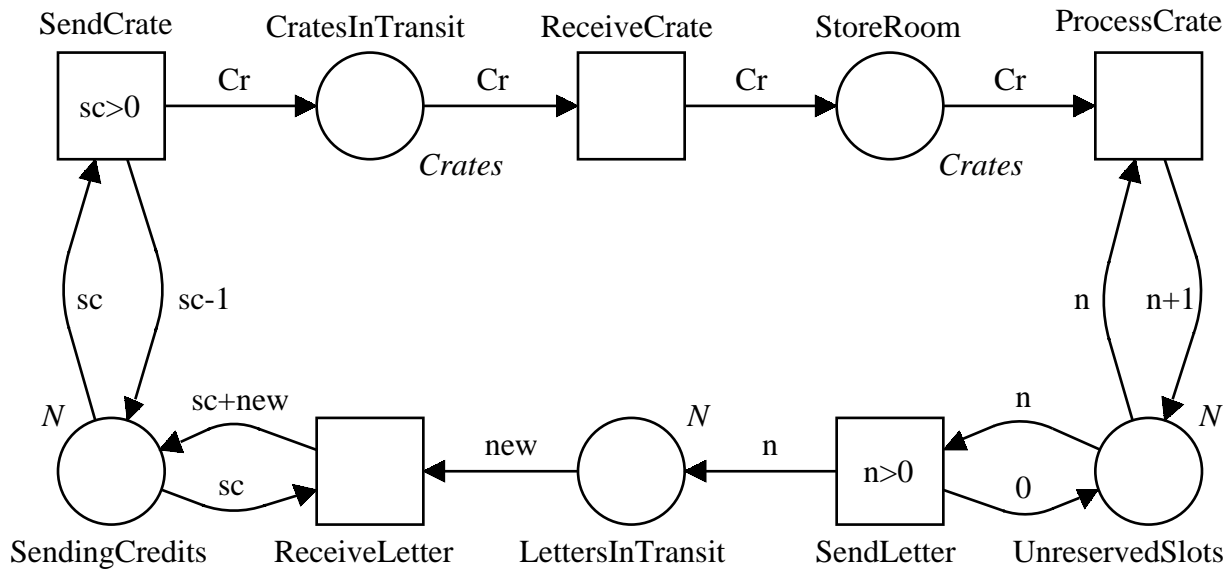 SendCrate
CratesInTransit
ReceiveCrate
StoreRoom
ProcessCrate
sc>0
Cr
Cr
Cr
Cr
Crates
Crates
sc
sc-1
n
n+1
N
sc+new
new
N
n
n>0
n
N
sc
0
SendingCredits
ReceiveLetter
LettersInTransit
SendLetter
UnreservedSlots